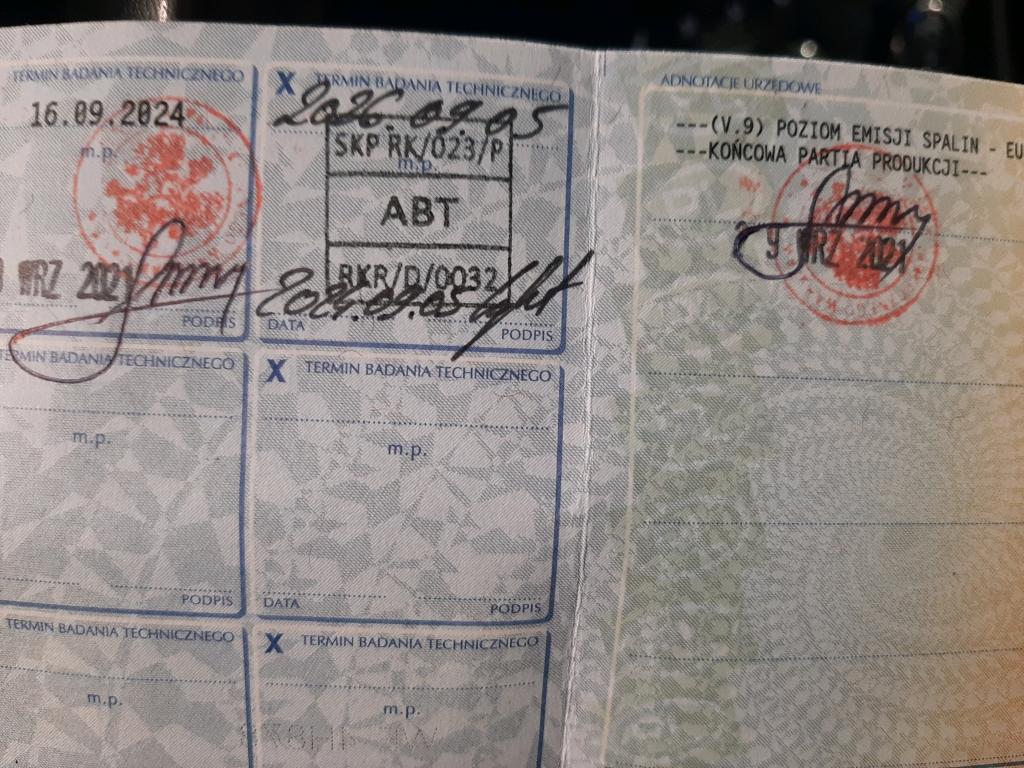 TERMIN BADANIA TECHNICZNEGO
16.09.2024
m.p.
WRZ 2021
PODPIS
X TERMIN BADANIA TECHNICZNEGO
2026.09.05
SKP RK/023/P
m.p.
ABT
RKR/D/0032
2024.09.05
DATA
PODPIS
TERMIN BADANIA TECHNICZNEGO
m.p.
PODPIS
X TERMIN BADANIA TECHNICZNEGO
m.p.
DATA
PODPIS
TERMIN BADANIA TECHNICZNEGO
m.p.
X TERMIN BADANIA TECHNICZNEGO
m.p.
ADNOTACJE URZĘDOWE
---(V.9) POZIOM EMISJI SPALIN - EU
---KOŃCOWA PARTIA PRODUKCJI---
9 WRZ 2021